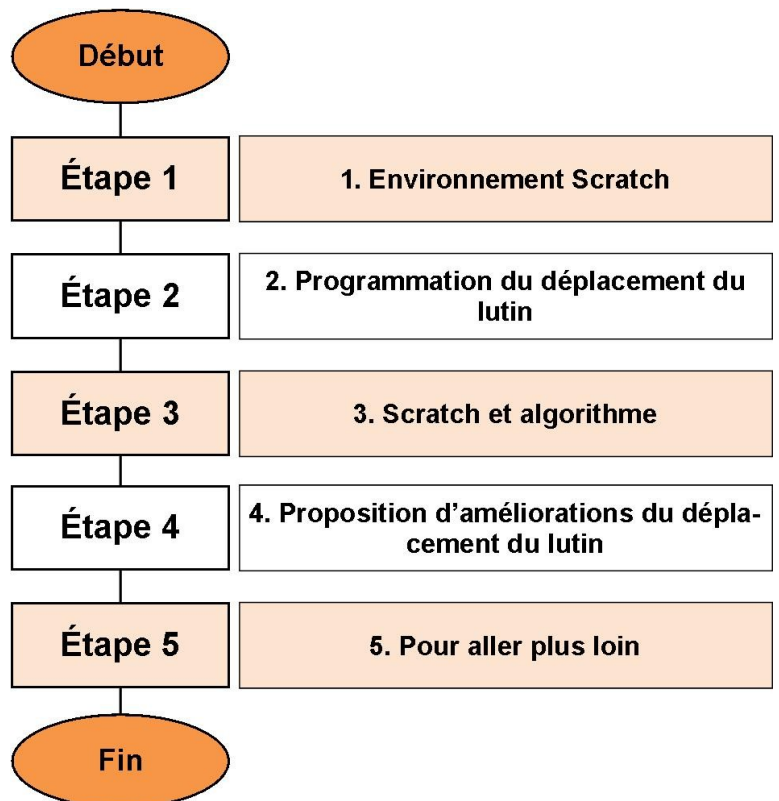 Début
Étape 1
1. Environnement Scratch
Étape 2
2. Programmation du déplacement du
lutin
Étape 3
3. Scratch et algorithme
Étape 4
4. Proposition d’améliorations du dépla-
cement du lutin
Étape 5
5. Pour aller plus loin
Fin